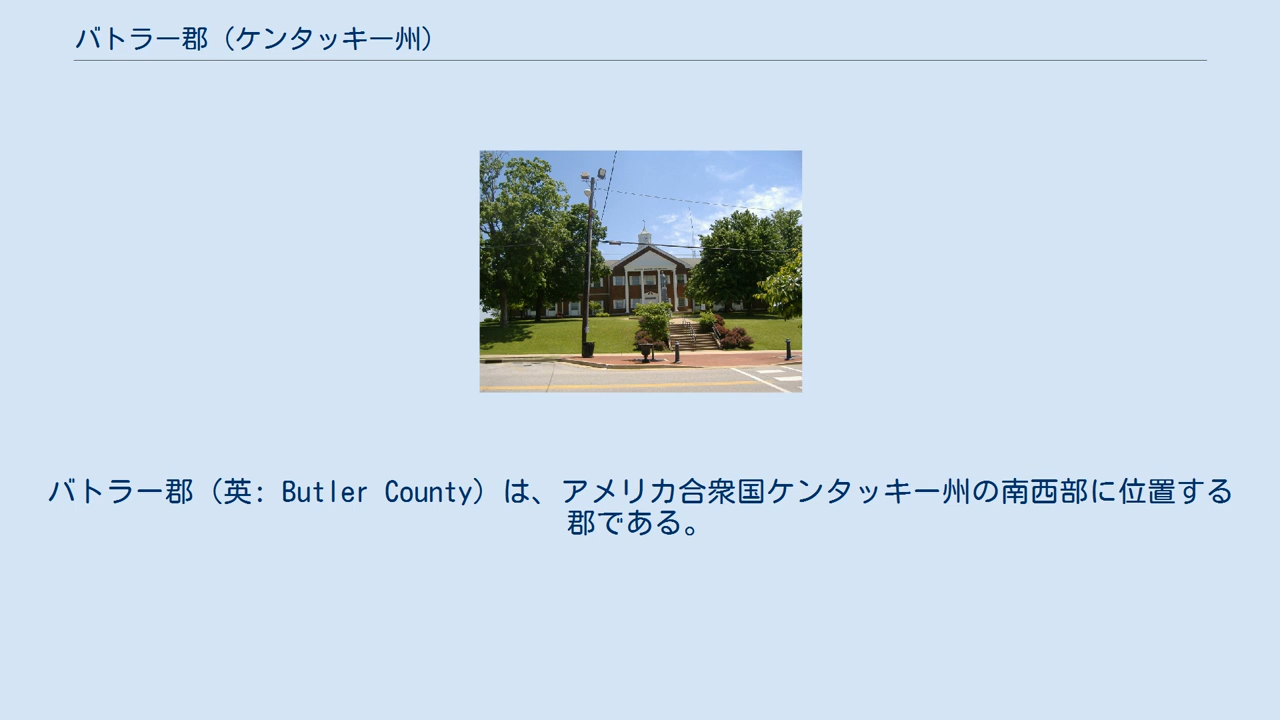 バトラー郡（ケンタッキー州）
バトラー郡（英: Butler County）は、アメリカ合衆国ケンタッキー州の南西部に位置する
郡である。